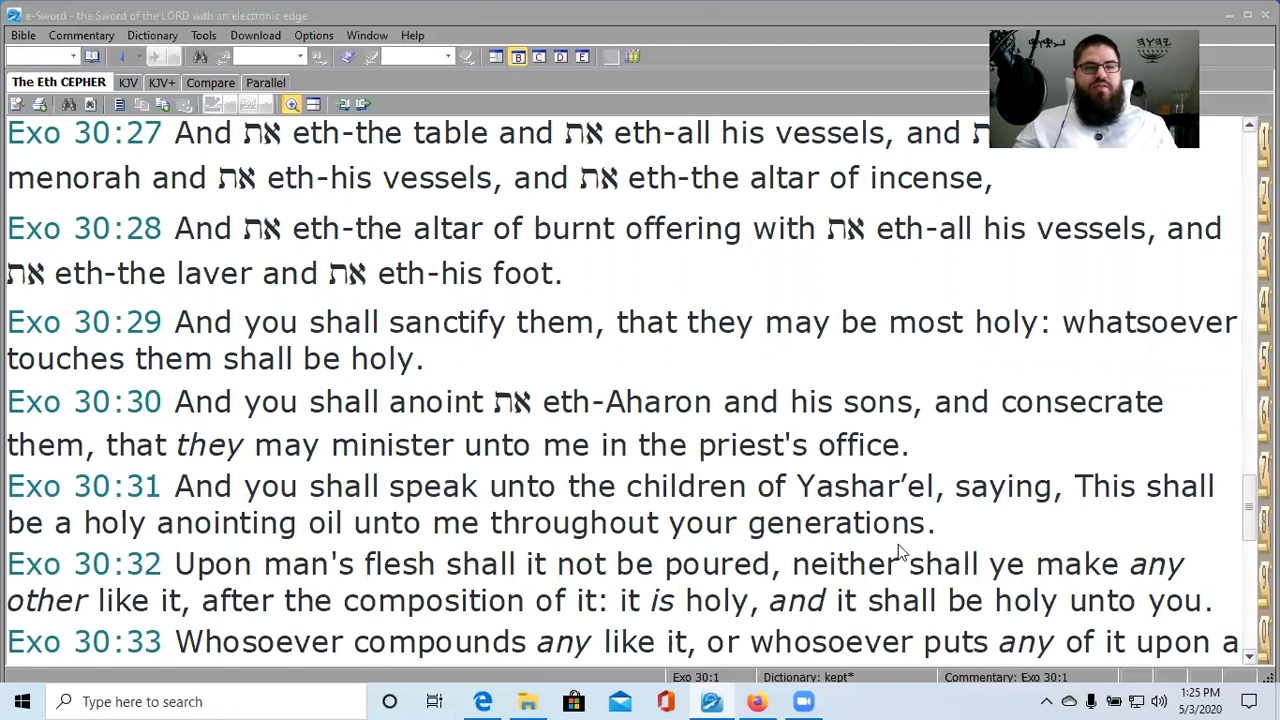 e-Sword - the Sword of the LORD with an electronic edge
Bible Commentary Dictionary Tools Download Options Window Help
B C D E
The Eth CEPHER KJV KJV+ Compare Parallel
Exo 30:27 And את eth-the table and את eth-all his vessels, and
menorah and את eth-his vessels, and את eth-the altar of incense,
Exo 30:28 And את eth-the altar of burnt offering with את eth-all his vessels, and
את eth-the laver and את eth-his foot.
Exo 30:29 And you shall sanctify them, that they may be most holy: whatsoever
touches them shall be holy.
Exo 30:30 And you shall anoint את eth-Aharon and his sons, and consecrate
them, that they may minister unto me in the priest's office.
Exo 30:31 And you shall speak unto the children of Yashar’el, saying, This shall
be a holy anointing oil unto me throughout your generations.
Exo 30:32 Upon man's flesh shall it not be poured, neither shall ye make any
other like it, after the composition of it: it is holy, and it shall be holy unto you.
Exo 30:33 Whosoever compounds any like it, or whosoever puts any of it upon a
Exo 30:1 Dictionary: kept* Commentary: Exo 30:1
Type here to search
1:25 PM
5/3/2020